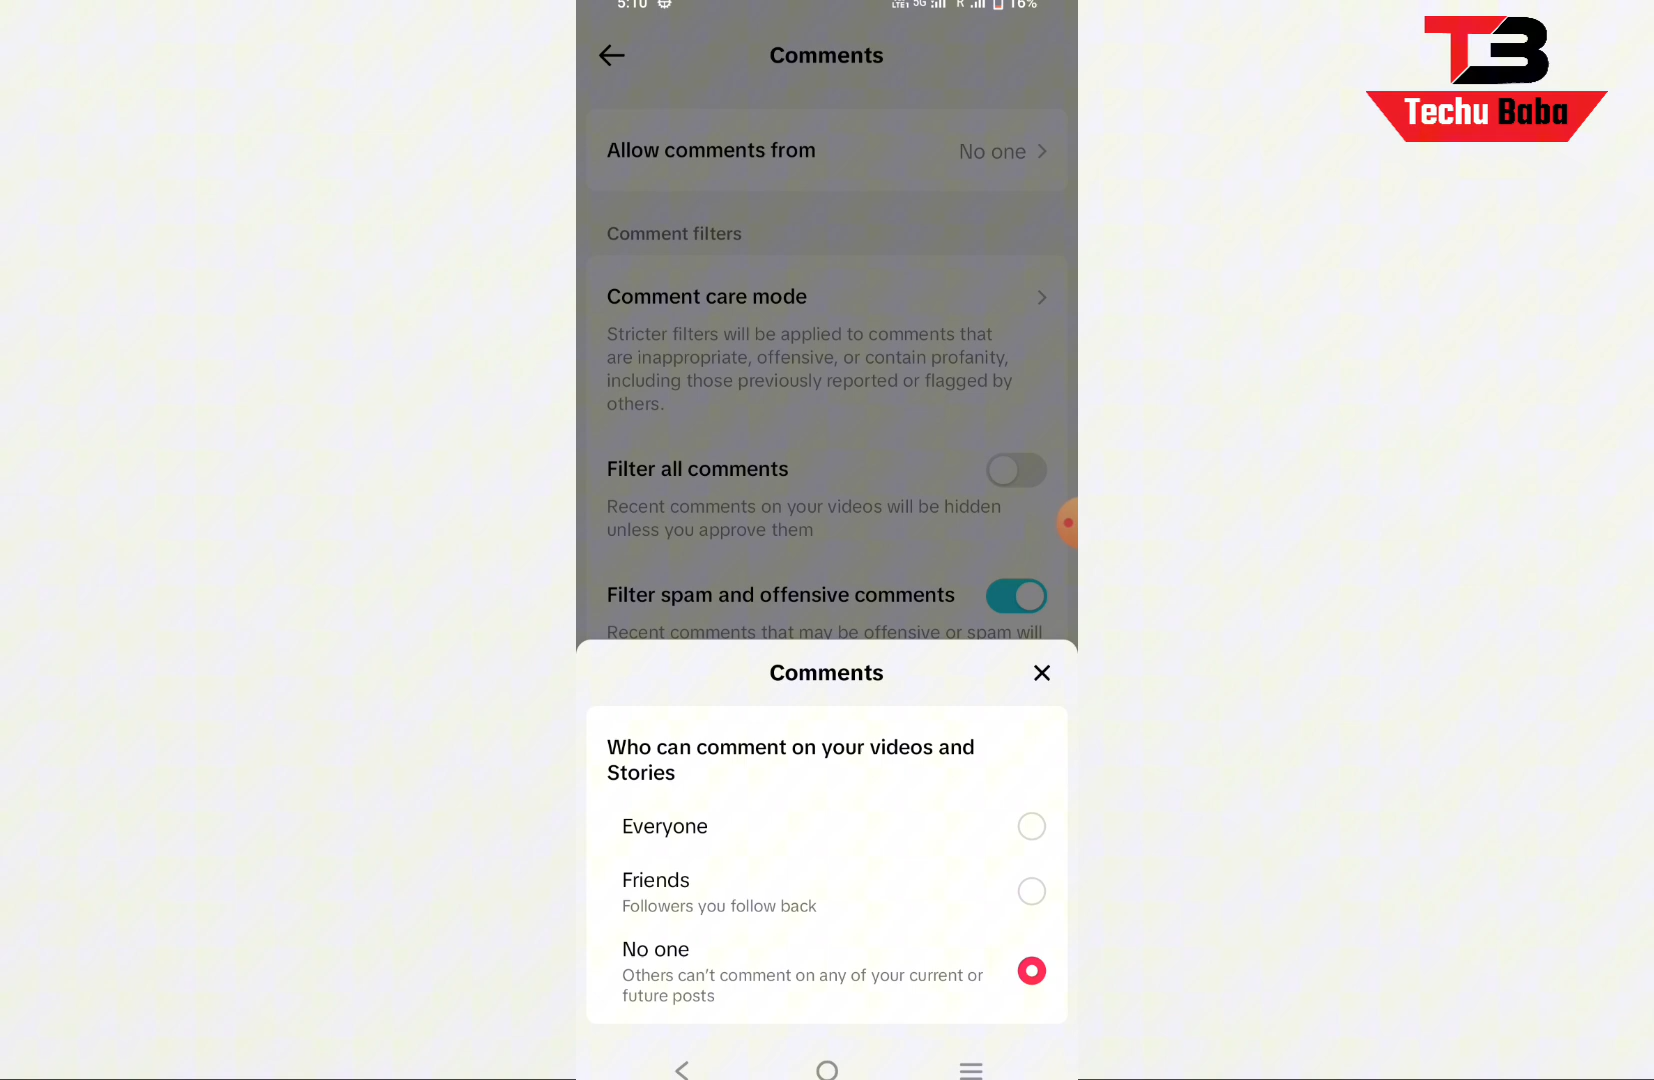 5:10 LTE1 5G R 16%
Comments
Techu Baba
Allow comments from No one
Comment filters
Comment care mode
Stricter filters will be applied to comments that
are inappropriate, offensive, or contain profanity,
including those previously reported or flagged by
others.
Filter all comments
Recent comments on your videos will be hidden
unless you approve them
Filter spam and offensive comments
Recent comments that may be offensive or spam will
Comments
Who can comment on your videos and
Stories
Everyone
Friends
Followers you follow back
No one
Others can’t comment on any of your current or
future posts